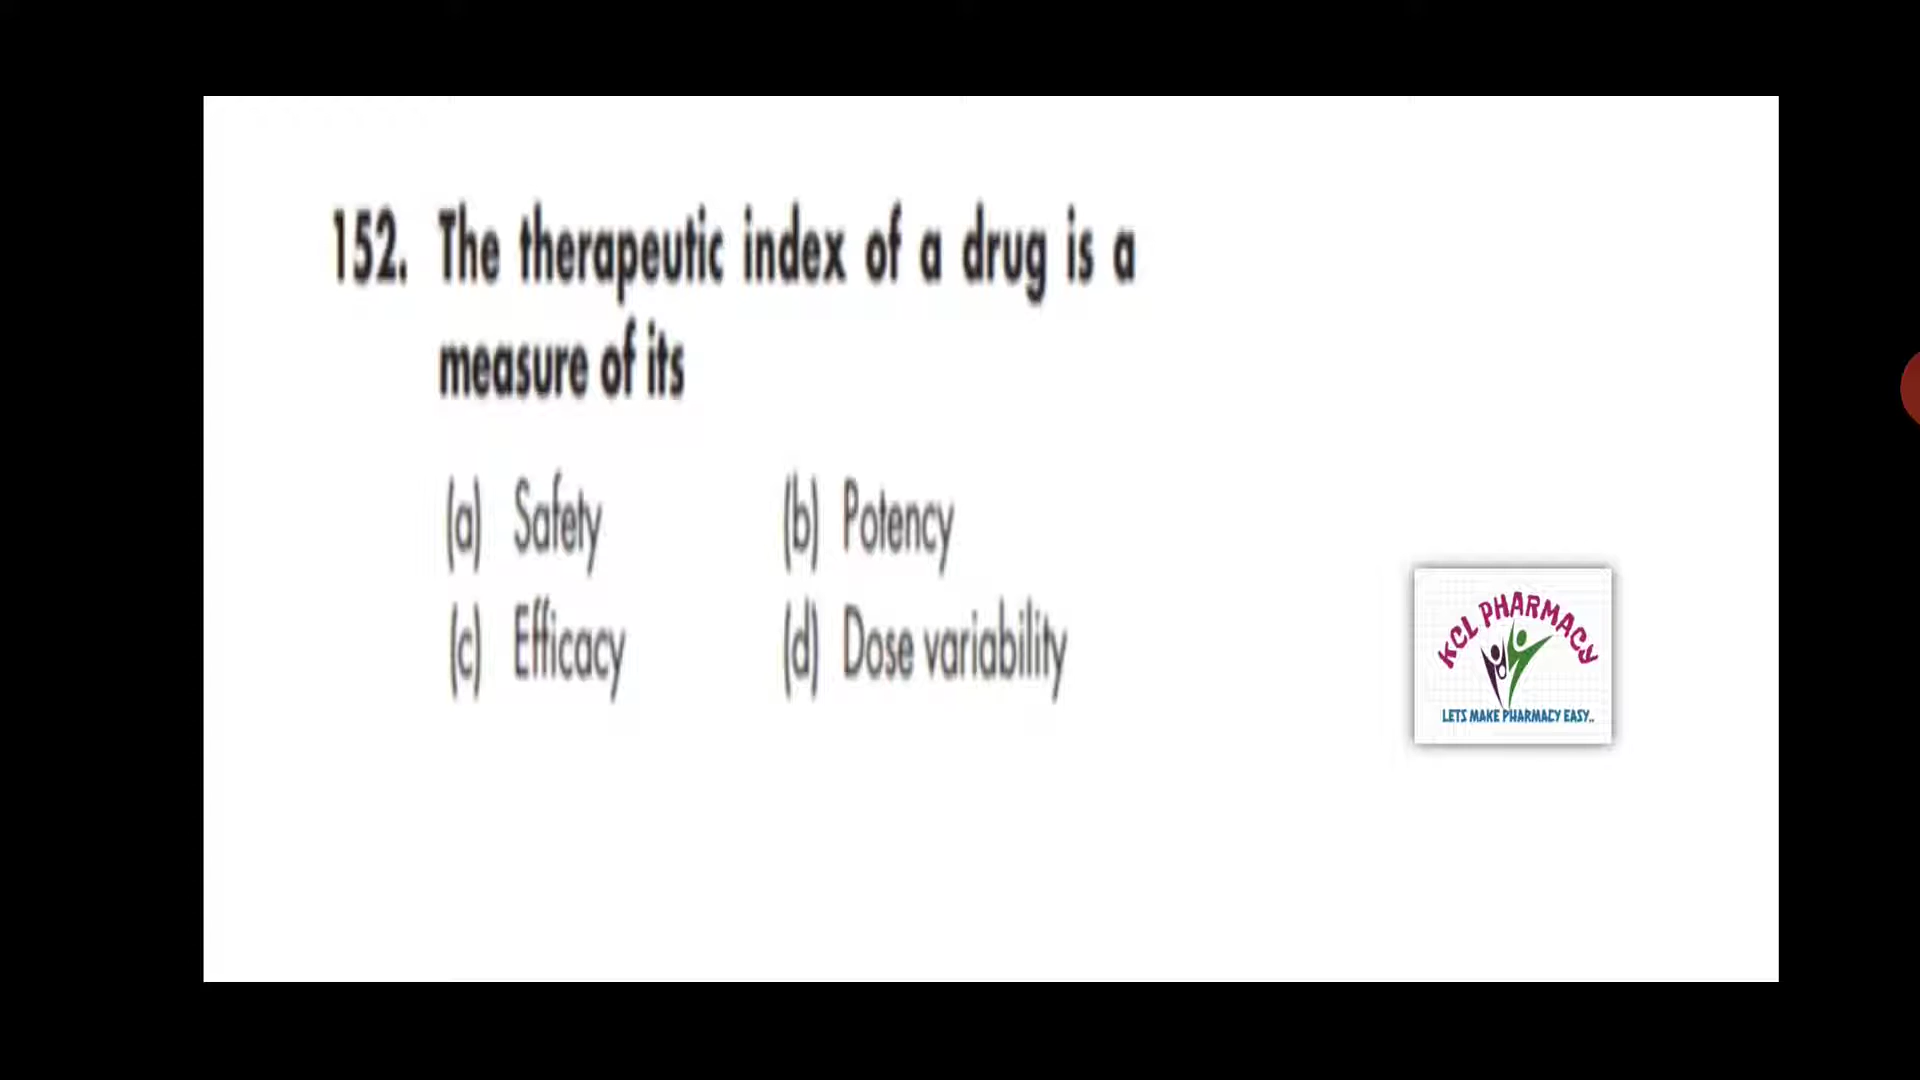 152. The therapeutic index of a drug is a
measure of its
(a) Safety (b) Potency
(c) Efficacy (d) Dose variability
KCL PHARMACY
LETS MAKE PHARMACY EASY..